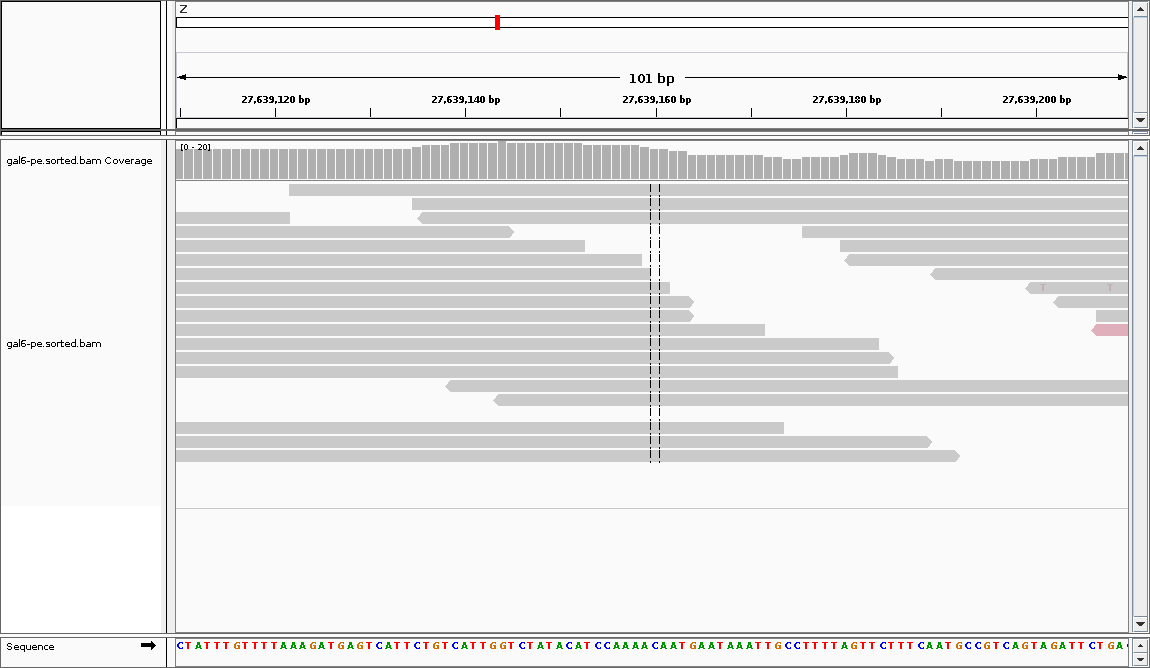 Z
101 bp
27,639,120 bp 27,639,140 bp 27,639,160 bp 27,639,180 bp 27,639,200 bp
[0 - 20]
gal6-pe.sorted.bam Coverage
T T
gal6-pe.sorted.bam
Sequence CTATTTGTTTTAAAGATGAGTCATTCTGTCATTGGTCTATACATCCAAAACAATGAATAAATTGCCTTTTAGTTCTTTCAATGCCGTCAGTAGATTCTGA